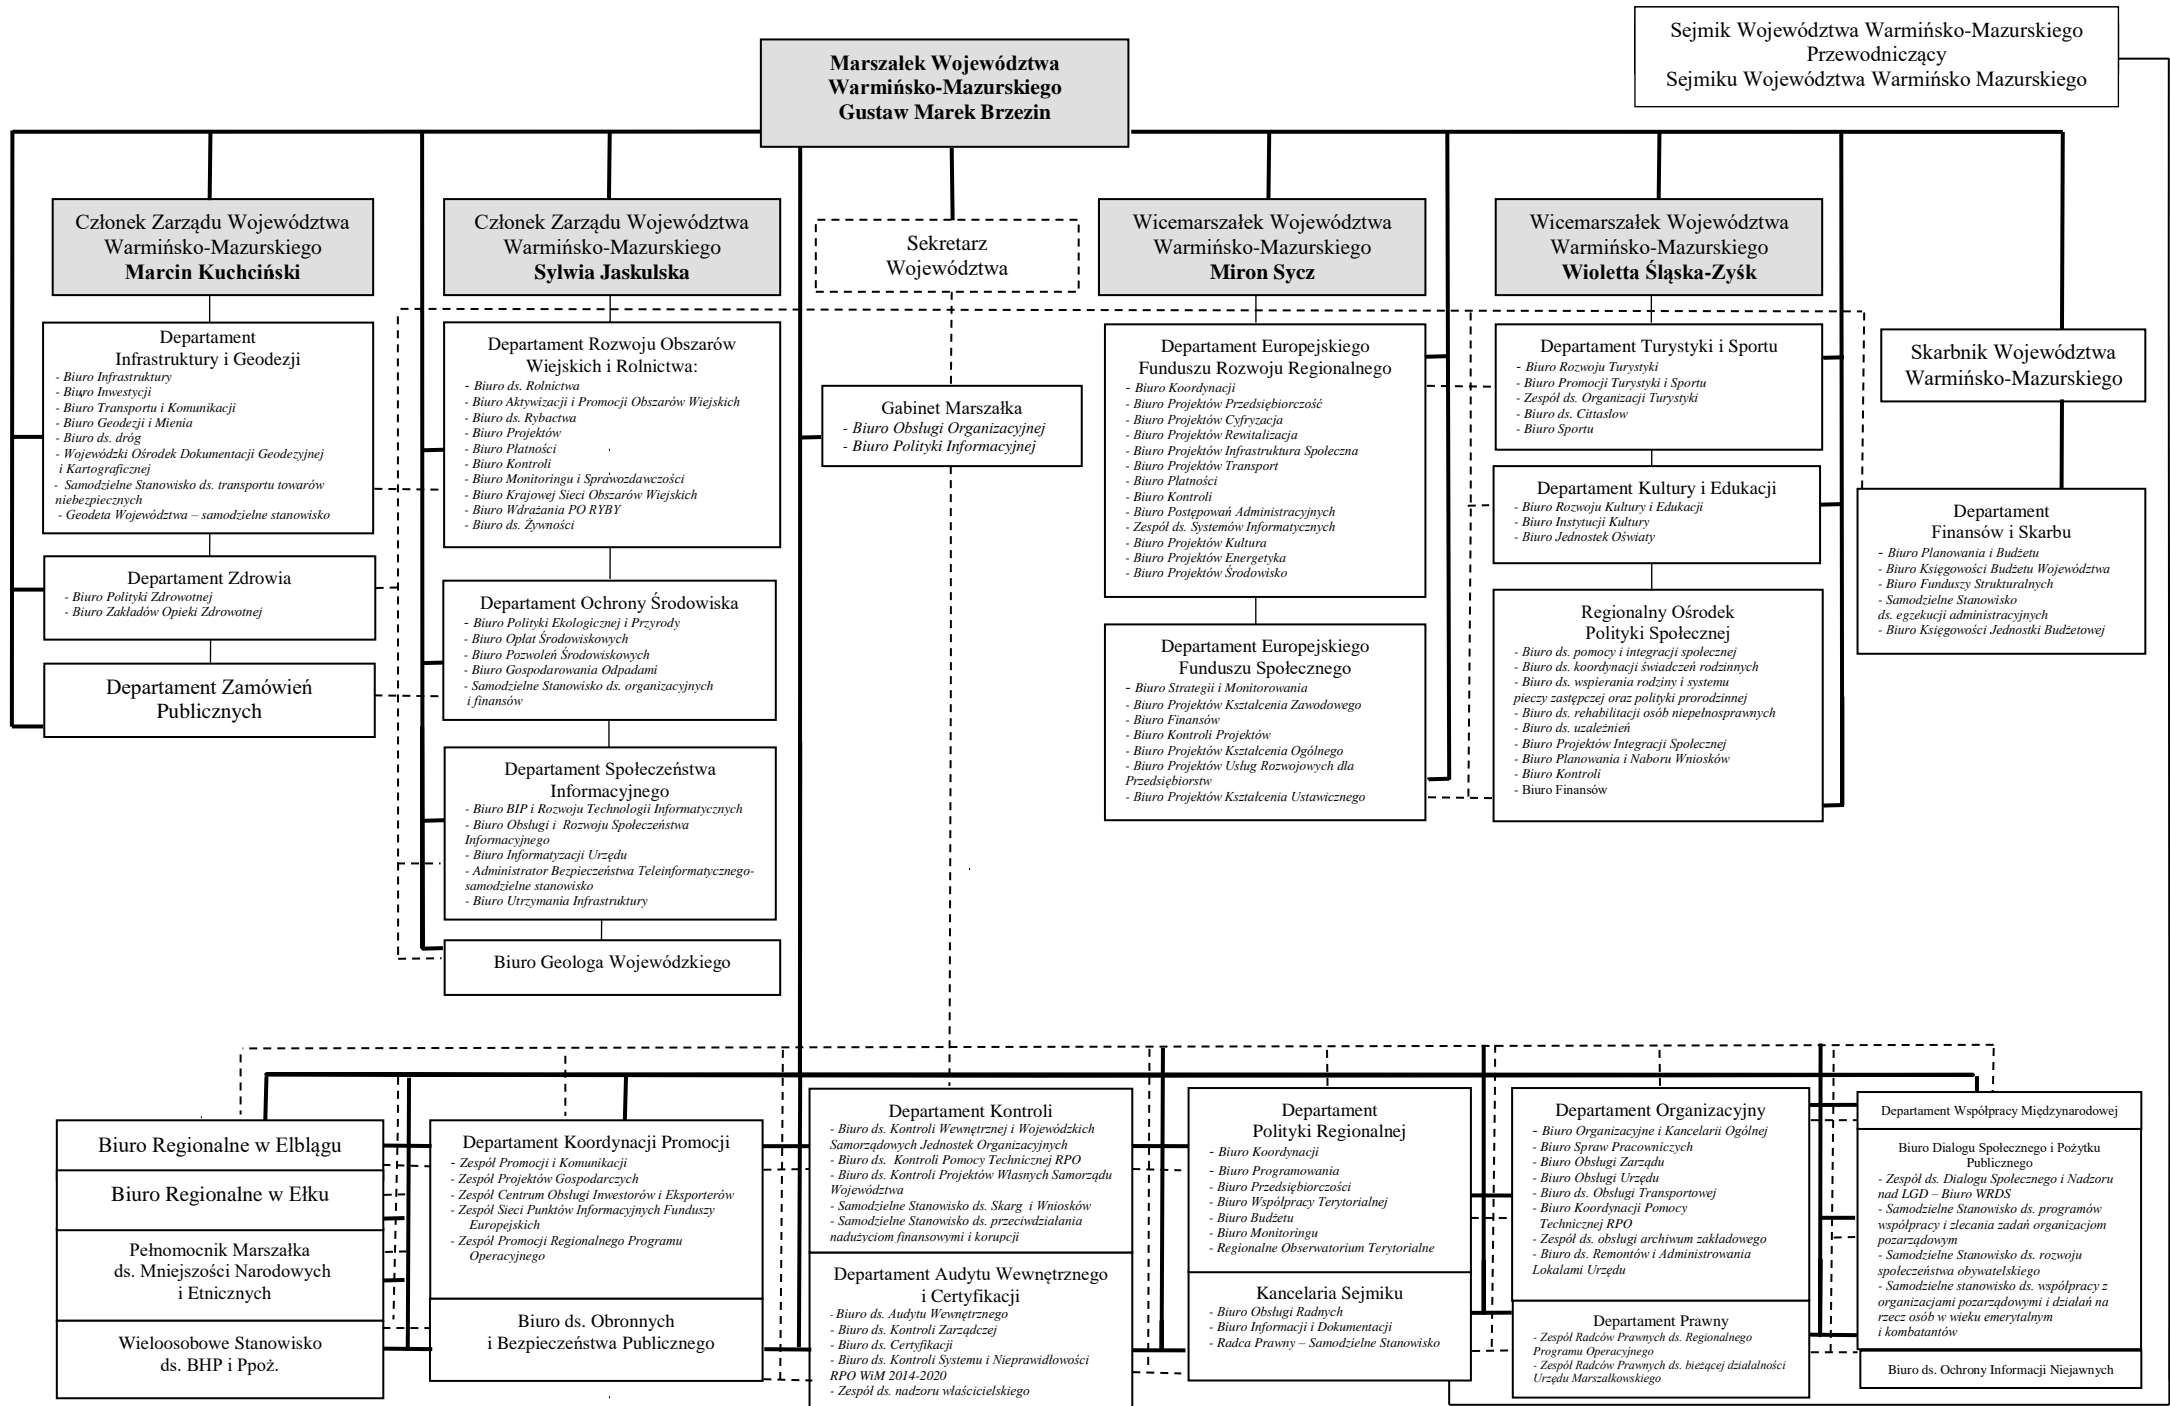 Sejmik Województwa Warmińsko-Mazurskiego
Przewodniczący
Sejmiku Województwa Warmińsko Mazurskiego
Marszałek Województwa
Warmińsko-Mazurskiego
Gustaw Marek Brzezin
Członek Zarządu Województwa
Warmińsko-Mazurskiego
Marcin Kuchciński
Członek Zarządu Województwa
Warmińsko-Mazurskiego
Sylwia Jaskulska
Sekretarz
Województwa
Wicemarszałek Województwa
Warmińsko-Mazurskiego
Miron Sycz
Wicemarszałek Województwa
Warmińsko-Mazurskiego
Wioletta Śląska-Zyśk
Departament
Infrastruktury i Geodezji
- Biuro Infrastruktury
- Biuro Inwestycji
- Biuro Transportu i Komunikacji
- Biuro Geodezji i Mienia
- Biuro ds. dróg
- Wojewódzki Ośrodek Dokumentacji Geodezyjnej
i Kartograficznej
- Samodzielne Stanowisko ds. transportu towarów
niebezpiecznych
- Geodeta Województwa – samodzielne stanowisko
Departament Zdrowia
- Biuro Polityki Zdrowotnej
- Biuro Zakładów Opieki Zdrowotnej
Departament Zamówień
Publicznych
Departament Rozwoju Obszarów
Wiejskich i Rolnictwa:
- Biuro ds. Rolnictwa
- Biuro Aktywizacji i Promocji Obszarów Wiejskich
- Biuro ds. Rybactwa
- Biuro Projektów
- Biuro Płatności
- Biuro Kontroli
- Biuro Monitoringu i Sprawozdawczości
- Biuro Krajowej Sieci Obszarów Wiejskich
- Biuro Wdrażania PO RYBY
- Biuro ds. Żywności
Departament Ochrony Środowiska
- Biuro Polityki Ekologicznej i Przyrody
- Biuro Opłat Środowiskowych
- Biuro Pozwoleń Środowiskowych
- Biuro Gospodarowania Odpadami
- Samodzielne Stanowisko ds. organizacyjnych
i finansów
Departament Społeczeństwa
Informacyjnego
- Biuro BIP i Rozwoju Technologii Informatycznych
- Biuro Obsługi i Rozwoju Społeczeństwa
Informacyjnego
- Biuro Informatyzacji Urzędu
- Administrator Bezpieczeństwa Teleinformatycznego-
samodzielne stanowisko
- Biuro Utrzymania Infrastruktury
Biuro Geologa Wojewódzkiego
Gabinet Marszałka
- Biuro Obsługi Organizacyjnej
- Biuro Polityki Informacyjnej
Departament Europejskiego
Funduszu Rozwoju Regionalnego
- Biuro Koordynacji
- Biuro Projektów Przedsiębiorczość
- Biuro Projektów Cyfryzacja
- Biuro Projektów Rewitalizacja
- Biuro Projektów Infrastruktura Społeczna
- Biuro Projektów Transport
- Biuro Płatności
- Biuro Kontroli
- Biuro Postępowań Administracyjnych
- Zespół ds. Systemów Informatycznych
- Biuro Projektów Kultura
- Biuro Projektów Energetyka
- Biuro Projektów Środowisko
Departament Europejskiego
Funduszu Społecznego
- Biuro Strategii i Monitorowania
- Biuro Projektów Kształcenia Zawodowego
- Biuro Finansów
- Biuro Kontroli Projektów
- Biuro Projektów Kształcenia Ogólnego
- Biuro Projektów Usług Rozwojowych dla
Przedsiębiorstw
- Biuro Projektów Kształcenia Ustawicznego
Departament Turystyki i Sportu
- Biuro Rozwoju Turystyki
- Biuro Promocji Turystyki i Sportu
- Zespół ds. Organizacji Turystyki
- Biuro ds. Cittaslow
- Biuro Sportu
Departament Kultury i Edukacji
- Biuro Rozwoju Kultury i Edukacji
- Biuro Instytucji Kultury
- Biuro Jednostek Oświaty
Regionalny Ośrodek
Polityki Społecznej
- Biuro ds. pomocy i integracji społecznej
- Biuro ds. koordynacji świadczeń rodzinnych
- Biuro ds. wspierania rodziny i systemu
pieczy zastępczej oraz polityki prorodzinnej
- Biuro ds. rehabilitacji osób niepełnosprawnych
- Biuro ds. uzależnień
- Biuro Projektów Integracji Społecznej
- Biuro Planowania i Naboru Wniosków
- Biuro Kontroli
- Biuro Finansów
Skarbnik Województwa
Warmińsko-Mazurskiego
Departament
Finansów i Skarbu
- Biuro Planowania i Budżetu
- Biuro Księgowości Budżetu Województwa
- Biuro Funduszy Strukturalnych
- Samodzielne Stanowisko
ds. egzekucji administracyjnych
- Biuro Księgowości Jednostki Budżetowej
Biuro Regionalne w Elblągu
Biuro Regionalne w Ełku
Pełnomocnik Marszałka
ds. Mniejszości Narodowych
i Etnicznych
Wieloosobowe Stanowisko
ds. BHP i Ppoż.
Departament Koordynacji Promocji
- Zespół Promocji i Komunikacji
- Zespół Projektów Gospodarczych
- Zespół Centrum Obsługi Inwestorów i Eksporterów
- Zespół Sieci Punktów Informacyjnych Funduszy
Europejskich
- Zespół Promocji Regionalnego Programu
Operacyjnego
Biuro ds. Obronnych
i Bezpieczeństwa Publicznego
Departament Kontroli
- Biuro ds. Kontroli Wewnętrznej i Wojewódzkich
Samorządowych Jednostek Organizacyjnych
- Biuro ds. Kontroli Pomocy Technicznej RPO
- Biuro ds. Kontroli Projektów Własnych Samorządu
Województwa
- Samodzielne Stanowisko ds. Skarg i Wniosków
- Samodzielne Stanowisko ds. przeciwdziałania
nadużyciom finansowymi i korupcji
Departament Audytu Wewnętrznego
i Certyfikacji
- Biuro ds. Audytu Wewnętrznego
- Biuro ds. Kontroli Zarządczej
- Biuro ds. Certyfikacji
- Biuro ds. Kontroli Systemu i Nieprawidłowości
RPO WiM 2014-2020
- Zespół ds. nadzoru właścicielskiego
Departament
Polityki Regionalnej
- Biuro Koordynacji
- Biuro Programowania
- Biuro Przedsiębiorczości
- Biuro Współpracy Terytorialnej
- Biuro Budżetu
- Biuro Monitoringu
- Regionalne Obserwatorium Terytorialne
Kancelaria Sejmiku
- Biuro Obsługi Radnych
- Biuro Informacji i Dokumentacji
- Radca Prawny – Samodzielne Stanowisko
Departament Organizacyjny
- Biuro Organizacyjne i Kancelarii Ogólnej
- Biuro Spraw Pracowniczych
- Biuro Obsługi Zarządu
- Biuro Obsługi Urzędu
- Biuro ds. Obsługi Transportowej
- Biuro Koordynacji Pomocy
Technicznej RPO
- Zespół ds. obsługi archiwum zakładowego
- Biuro ds. Remontów i Administrowania
Lokalami Urzędu
Departament Prawny
- Zespół Radców Prawnych ds. Regionalnego
Programu Operacyjnego
- Zespół Radców Prawnych ds. bieżącej działalności
Urzędu Marszałkowskiego
Departament Współpracy Międzynarodowej
Biuro Dialogu Społecznego i Pożytku
Publicznego
- Zespół ds. Dialogu Społecznego i Nadzoru
nad LGD – Biuro WRDS
- Samodzielne Stanowisko ds. programów
współpracy i zlecania zadań organizacjom
pozarządowym
- Samodzielne Stanowisko ds. rozwoju
społeczeństwa obywatelskiego
- Samodzielne stanowisko ds. współpracy z
organizacjami pozarządowymi i działań na
rzecz osób w wieku emerytalnym
i kombatantów
Biuro ds. Ochrony Informacji Niejawnych